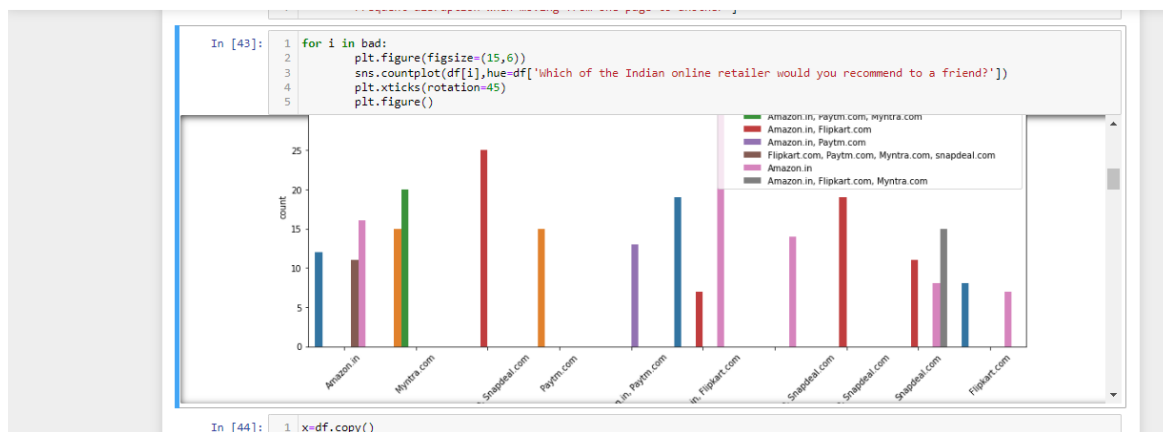 In [43]:
1 for i in bad:
2 plt.figure(figsize=(15,6))
3 sns.countplot(df[i],hue=df['Which of the Indian online retailer would you recommend to a friend?'])
4 plt.xticks(rotation=45)
5 plt.figure()
Amazon.in, Paytm.com, Myntra.com
Amazon.in, Flipkart.com
Amazon.in, Paytm.com
Flipkart.com, Paytm.com, Myntra.com, snapdeal.com
Amazon.in
Amazon.in, Flipkart.com, Myntra.com
25
20
15
10
5
0
count
Amazon.in
Myntra.com
, Snapdeal.com
Paytm.com
.in, Paytm.com
, Flipkart.com
, Snapdeal.com
, Snapdeal.com
Snapdeal.com
Flipkart.com
In [44]:
1 x=df.copy()